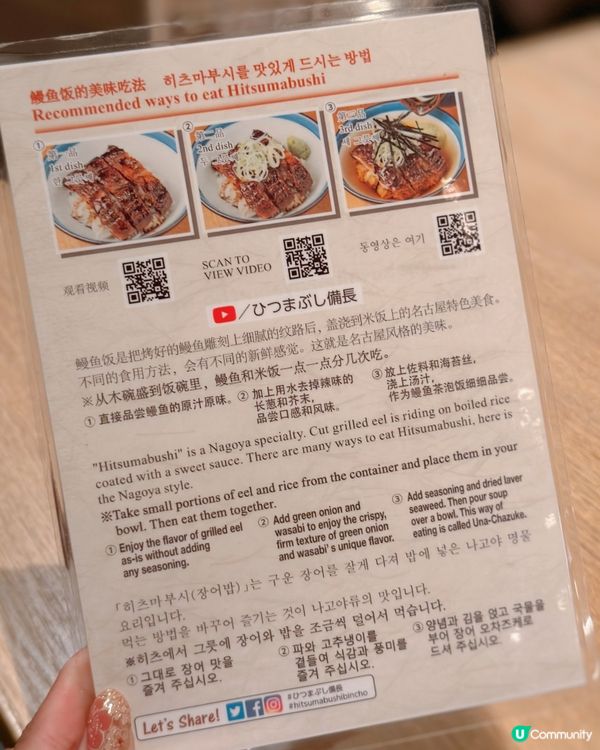 鳗鱼饭的美味吃法 히츠마부시를 맛있게 드시는 방법
Recommended ways to eat Hitsumabushi
①
第一品
1st dish
②
第二品
2nd dish
③
第三品
3rd dish
观看视频
SCAN TO
VIEW VIDEO
동영상은 여기
/ひつまぶし備長
鳗鱼饭是把烤好的鳗鱼雕刻上细腻的纹路后，盖浇到米饭上的名古屋特色美食。
不同的食用方法，会有不同的新鲜感觉。这就是名古屋风格的美味。
※从木碗盛到饭碗里，鳗鱼和米饭一点一点分几次吃。
①直接品尝鳗鱼的原汁原味。
②加上用水去掉辣味的
长葱和芥末，
品尝口感和风味。
③放上佐料和海苔丝，
浇上汤汁，
作为鳗鱼茶泡饭细细品尝。
"Hitsumabushi" is a Nagoya specialty. Cut grilled eel is riding on boiled rice
coated with a sweet sauce. There are many ways to eat Hitsumabushi, here is
the Nagoya style.
※Take small portions of eel and rice from the container and place them in your
bowl. Then eat them together.
① Enjoy the flavor of grilled eel
as-is without adding
any seasoning.
② Add green onion and
wasabi to enjoy the crispy,
firm texture of green onion
and wasabi's unique flavor.
③ Add seasoning and dried laver
seaweed. Then pour soup
over a bowl. This way of
eating is called Una-Chazuke.
「히츠마부시(장어밥)」는 구운 장어를 잘게 다져 밥에 넣은 나고야 명물
요리입니다.
먹는 방법을 바꾸어 즐기는 것이 나고야류의 맛입니다.
※히츠에서 그릇에 장어와 밥을 조금씩 덜어서 먹습니다.
①그대로 장어 맛을
즐겨 주십시오.
②파와 고추냉이를
곁들여 식감과 풍미를
즐겨 주십시오.
③양념과 김을 얹고 국물을
부어 장어 오차즈케로
드셔 주십시오.
Let's Share!
#ひつまぶし備長
#hitsumabushibincho
U Community